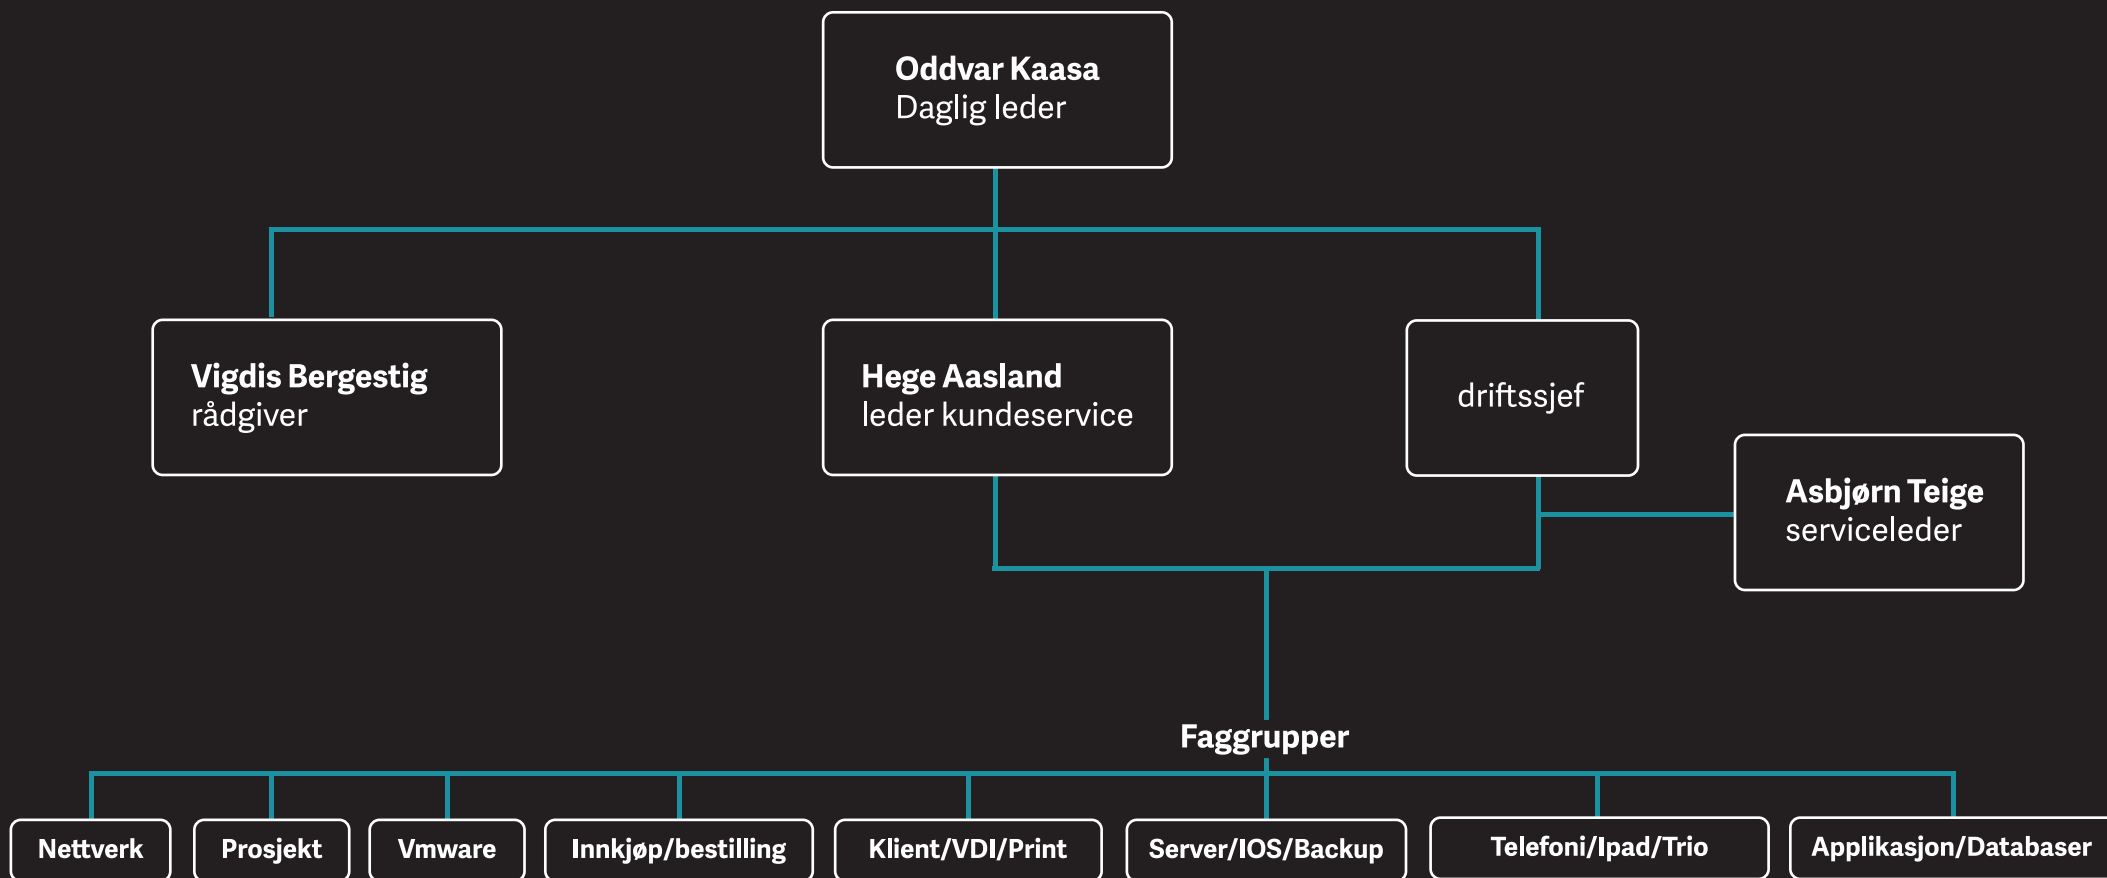 Oddvar Kaasa
Daglig leder
Vigdis Bergestig
rådgiver
Hege Aasland
leder kundeservice
driftssjef
Asbjørn Teige
serviceleder
Faggrupper
Nettverk
Prosjekt
Vmware
Innkjøp/bestilling
Klient/VDI/Print
Server/IOS/Backup
Telefoni/Ipad/Trio
Applikasjon/Databaser